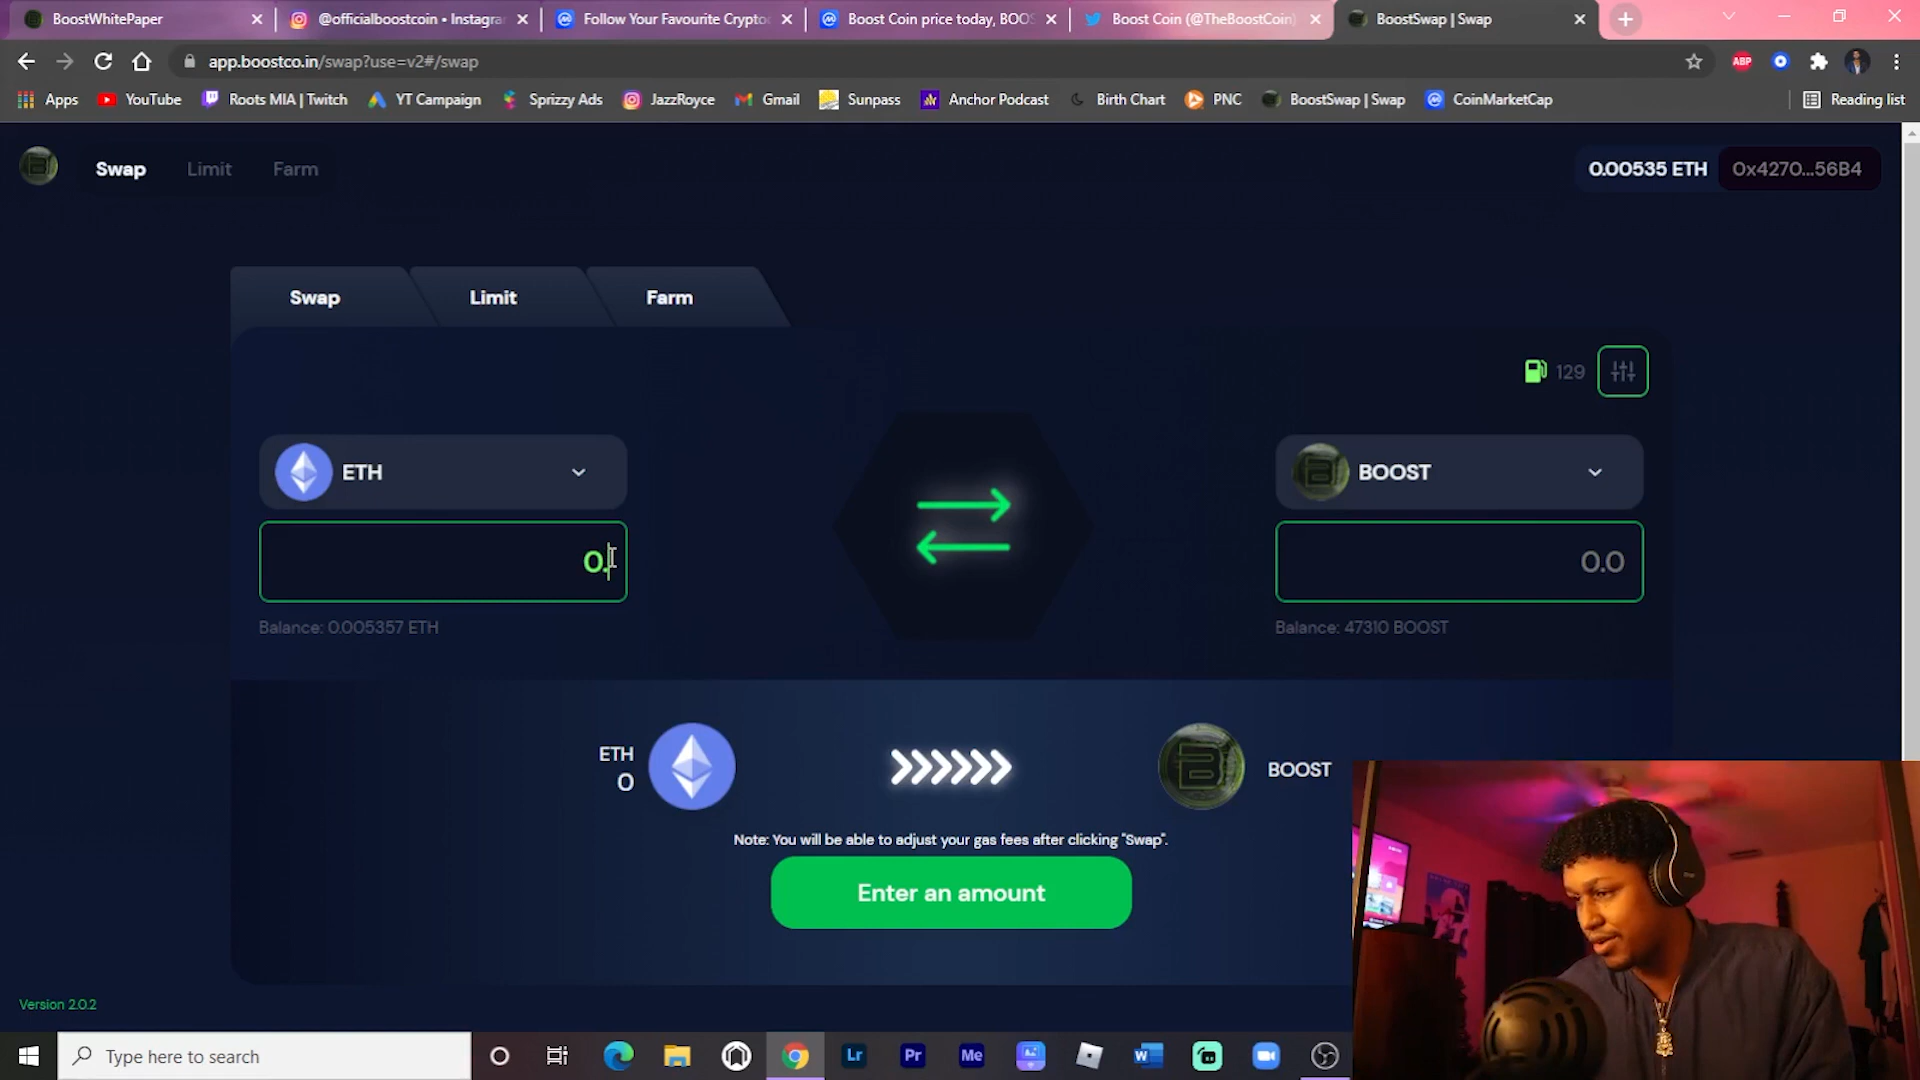 BoostWhitePaper
@officialboostcoin • Instagra
Follow Your Favourite Crypto
Boost Coin price today, BOOS
Boost Coin (@TheBoostCoin)
BoostSwap | Swap
app.boostco.in/swap?use=v2#/swap
ABP
Apps
YouTube
Roots MIA | Twitch
YT Campaign
Sprizzy Ads
JazzRoyce
Gmail
Sunpass
Anchor Podcast
Birth Chart
PNC
BoostSwap | Swap
CoinMarketCap
Reading list
Swap
Limit
Farm
0.00535 ETH
0x4270...56B4
Swap
Limit
Farm
129
ETH
BOOST
0.
0.0
Balance: 0.005357 ETH
Balance: 47310 BOOST
ETH
0
BOOST
Note: You will be able to adjust your gas fees after clicking "Swap".
Enter an amount
Version 2.0.2
Type here to search
Lr
Pr
Me